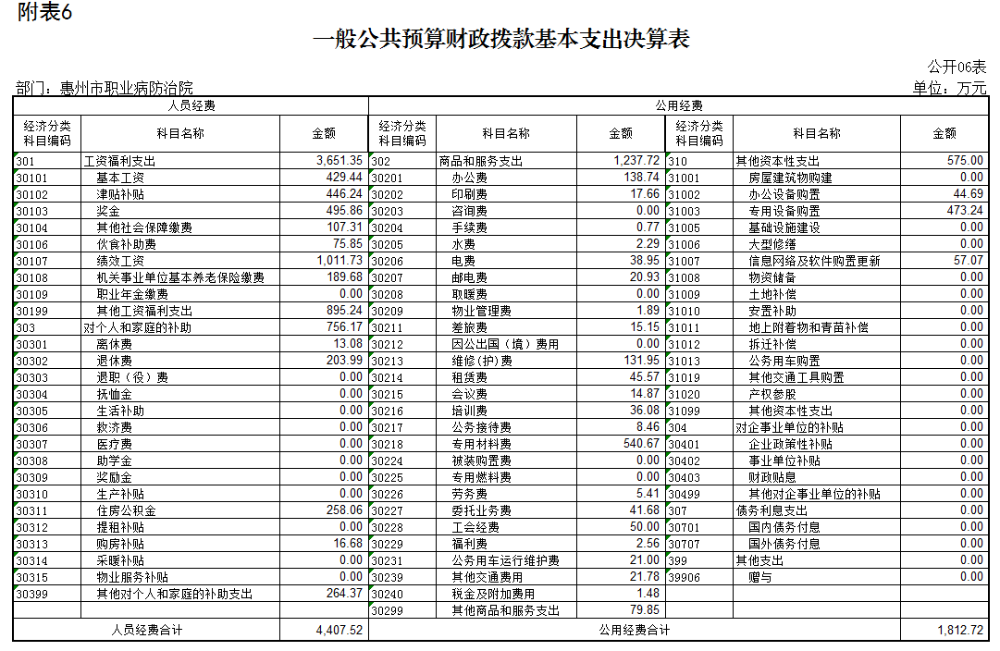 附表6
一般公共预算财政拨款基本支出决算表
公开06表
部门：惠州市职业病防治院 单位：万元
人员经费 公用经费
经济分类科目编码 科目名称 金额 经济分类科目编码 科目名称 金额 经济分类科目编码 科目名称 金额
301 工资福利支出 3,651.35 302 商品和服务支出 1,237.72 310 其他资本性支出 575.00
30101 基本工资 429.44 30201 办公费 138.74 31001 房屋建筑物购建 0.00
30102 津贴补贴 446.24 30202 印刷费 17.66 31002 办公设备购置 44.69
30103 奖金 495.86 30203 咨询费 0.00 31003 专用设备购置 473.24
30104 其他社会保障缴费 107.31 30204 手续费 0.77 31005 基础设施建设 0.00
30106 伙食补助费 75.85 30205 水费 2.29 31006 大型修缮 0.00
30107 绩效工资 1,011.73 30206 电费 38.95 31007 信息网络及软件购置更新 57.07
30108 机关事业单位基本养老保险缴费 189.68 30207 邮电费 20.93 31008 物资储备 0.00
30109 职业年金缴费 0.00 30208 取暖费 0.00 31009 土地补偿 0.00
30199 其他工资福利支出 895.24 30209 物业管理费 1.89 31010 安置补助 0.00
303 对个人和家庭的补助 756.17 30211 差旅费 15.15 31011 地上附着物和青苗补偿 0.00
30301 离休费 13.08 30212 因公出国（境）费用 0.00 31012 拆迁补偿 0.00
30302 退休费 203.99 30213 维修(护)费 131.95 31013 公务用车购置 0.00
30303 退职（役）费 0.00 30214 租赁费 45.57 31019 其他交通工具购置 0.00
30304 抚恤金 0.00 30215 会议费 14.87 31020 产权参股 0.00
30305 生活补助 0.00 30216 培训费 36.08 31099 其他资本性支出 0.00
30306 救济费 0.00 30217 公务接待费 8.46 304 对企事业单位的补贴 0.00
30307 医疗费 0.00 30218 专用材料费 540.67 30401 企业政策性补贴 0.00
30308 助学金 0.00 30224 被装购置费 0.00 30402 事业单位补贴 0.00
30309 奖励金 0.00 30225 专用燃料费 0.00 30403 财政贴息 0.00
30310 生产补贴 0.00 30226 劳务费 5.41 30499 其他对企事业单位的补贴 0.00
30311 住房公积金 258.06 30227 委托业务费 41.68 307 债务利息支出 0.00
30312 提租补贴 0.00 30228 工会经费 50.00 30701 国内债务付息 0.00
30313 购房补贴 16.68 30229 福利费 2.56 30707 国外债务付息 0.00
30314 采暖补贴 0.00 30231 公务用车运行维护费 21.00 399 其他支出 0.00
30315 物业服务补贴 0.00 30239 其他交通费用 21.78 39906 赠与 0.00
30399 其他对个人和家庭的补助支出 264.37 30240 税金及附加费用 1.48
30299 其他商品和服务支出 79.85
人员经费合计 4,407.52 公用经费合计 1,812.72